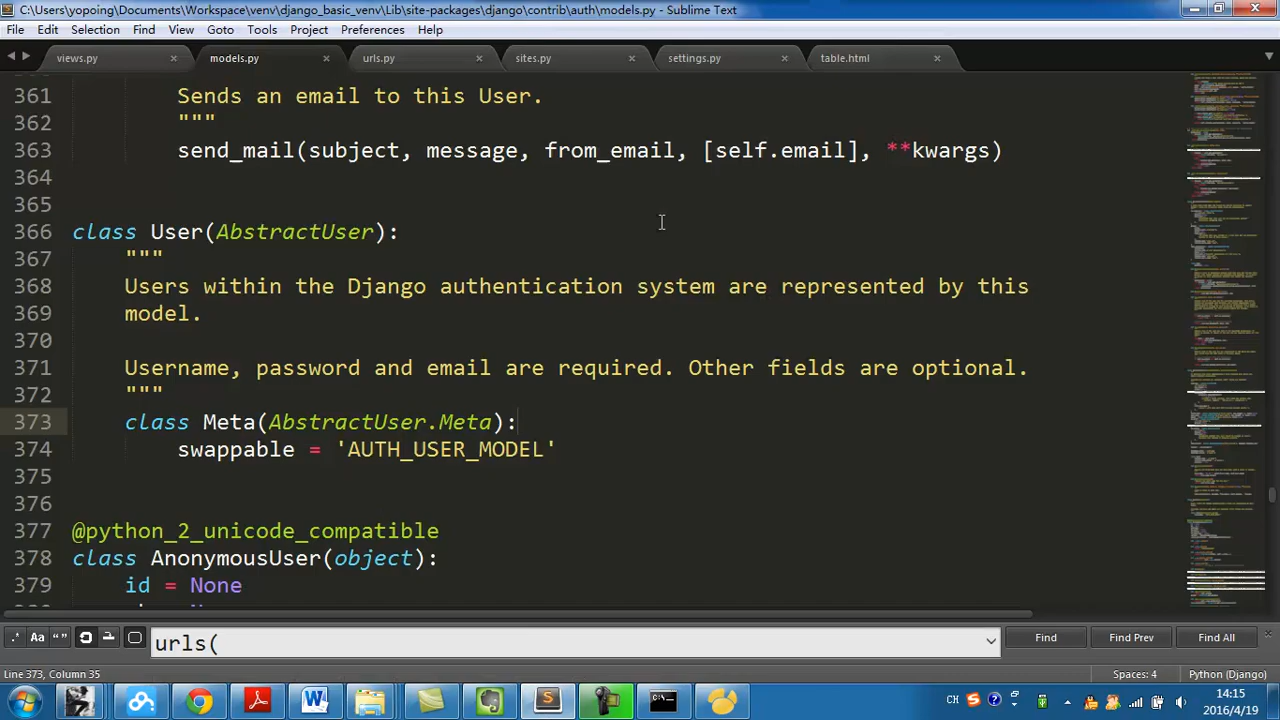 C:\Users\yopoing\Documents\Workspace\venv\django_basic_venv\Lib\site-packages\django\contrib\auth\models.py - Sublime Text
File Edit Selection Find View Goto Tools Project Preferences Help
views.py × models.py × urls.py × sites.py × settings.py × table.html ×
361 Sends an email to this User.
362 """
363 send_mail(subject, message, from_email, [self.email], **kwargs)
364
365
366 class User(AbstractUser):
367 """
368 Users within the Django authentication system are represented by this
369 model.
370
371 Username, password and email are required. Other fields are optional.
372 """
373 class Meta(AbstractUser.Meta):
374 swappable = 'AUTH_USER_MODEL'
375
376
377 @python_2_unicode_compatible
378 class AnonymousUser(object):
379 id = None
.* Aa “” urls( Find Find Prev Find All
Line 373, Column 35 Spaces: 4 Python (Django)
CH 14:15
2016/4/19